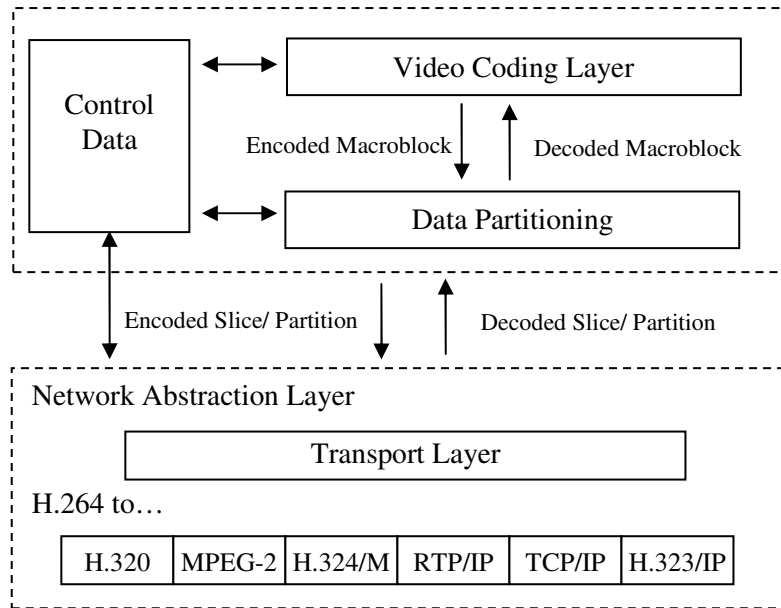 Control
Data
Video Coding Layer
Encoded Macroblock
Decoded Macroblock
Data Partitioning
Encoded Slice/ Partition
Decoded Slice/ Partition
Network Abstraction Layer
Transport Layer
H.264 to…
H.320
MPEG-2
H.324/M
RTP/IP
TCP/IP
H.323/IP